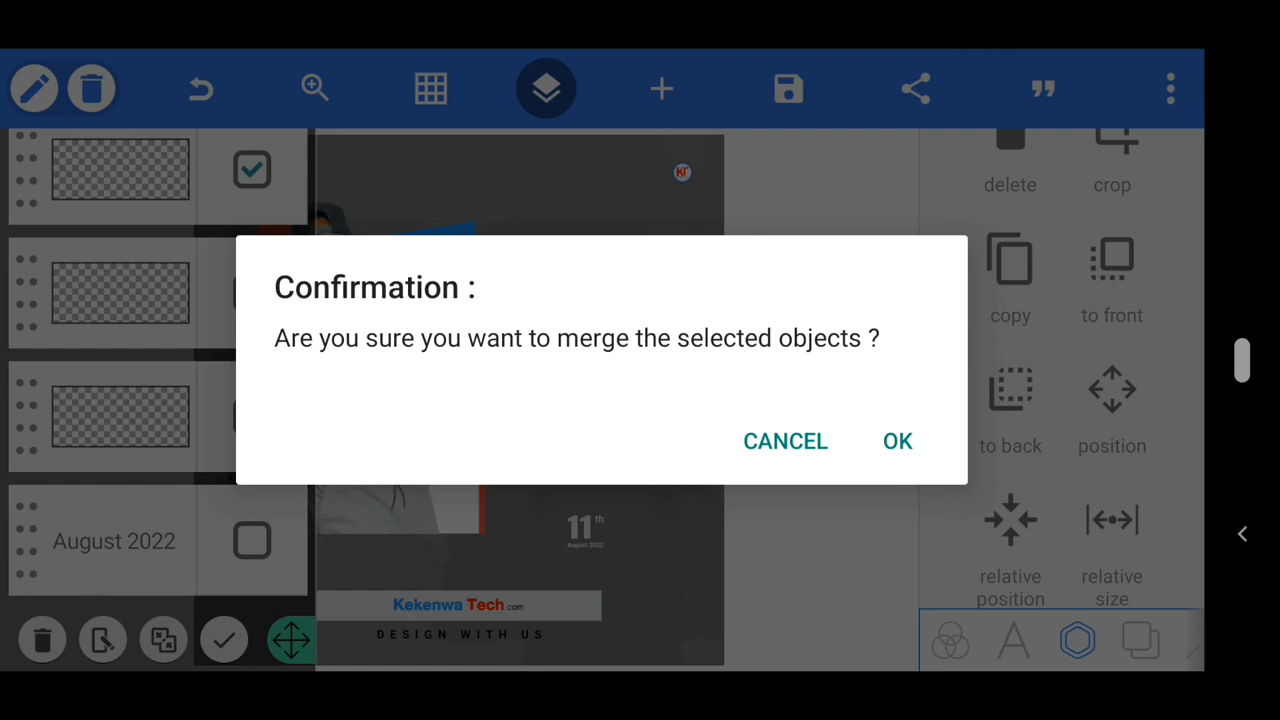 KT
delete
crop
Confirmation :
Are you sure you want to merge the selected objects ?
copy
to front
CANCEL
OK
to back
position
11th
August 2022
August 2022
relative position
relative size
Kekenwa Tech.com
DESIGN WITH US
A